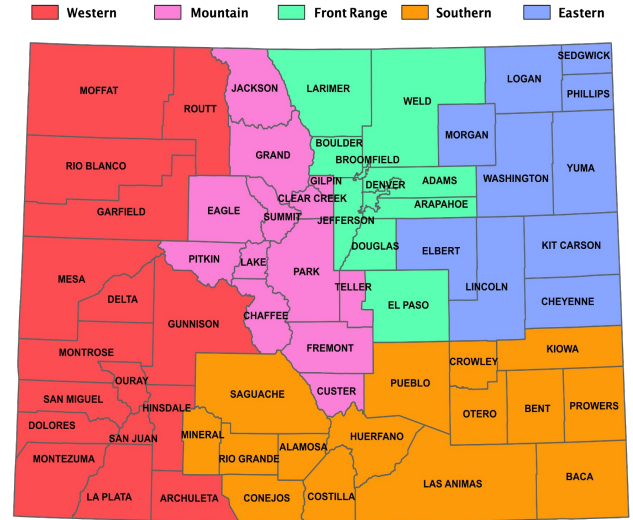 Western Mountain Front Range Southern Eastern
SEDGWICK
LOGAN
JACKSON LARIMER
MOFFAT PHILLIPS
WELD
ROUTT
MORGAN
BOULDER
GRAND BROOMFIELD
RIO BLANCO YUMA
WASHINGTON
GILPIN DENVER ADAMS
CLEAR CREEK
ARAPAHOE
GARFIELD EAGLE SUMMIT
JEFFERSON
DOUGLAS ELBERT KIT CARSON
PITKIN LAKE
PARK
MESA
TELLER LINCOLN
DELTA EL PASO CHEYENNE
CHAFFEE
GUNNISON
FREMONT KIOWA
MONTROSE
CROWLEY
OURAY PUEBLO
CUSTER
SAGUACHE
SAN MIGUEL
HINSDALE BENT PROWERS
OTERO
DOLORES
MINERAL HUERFANO
SAN JUAN
ALAMOSA
MONTEZUMA RIO GRANDE
BACA
LAS ANIMAS
LA PLATA ARCHULETA CONEJOS COSTILLA